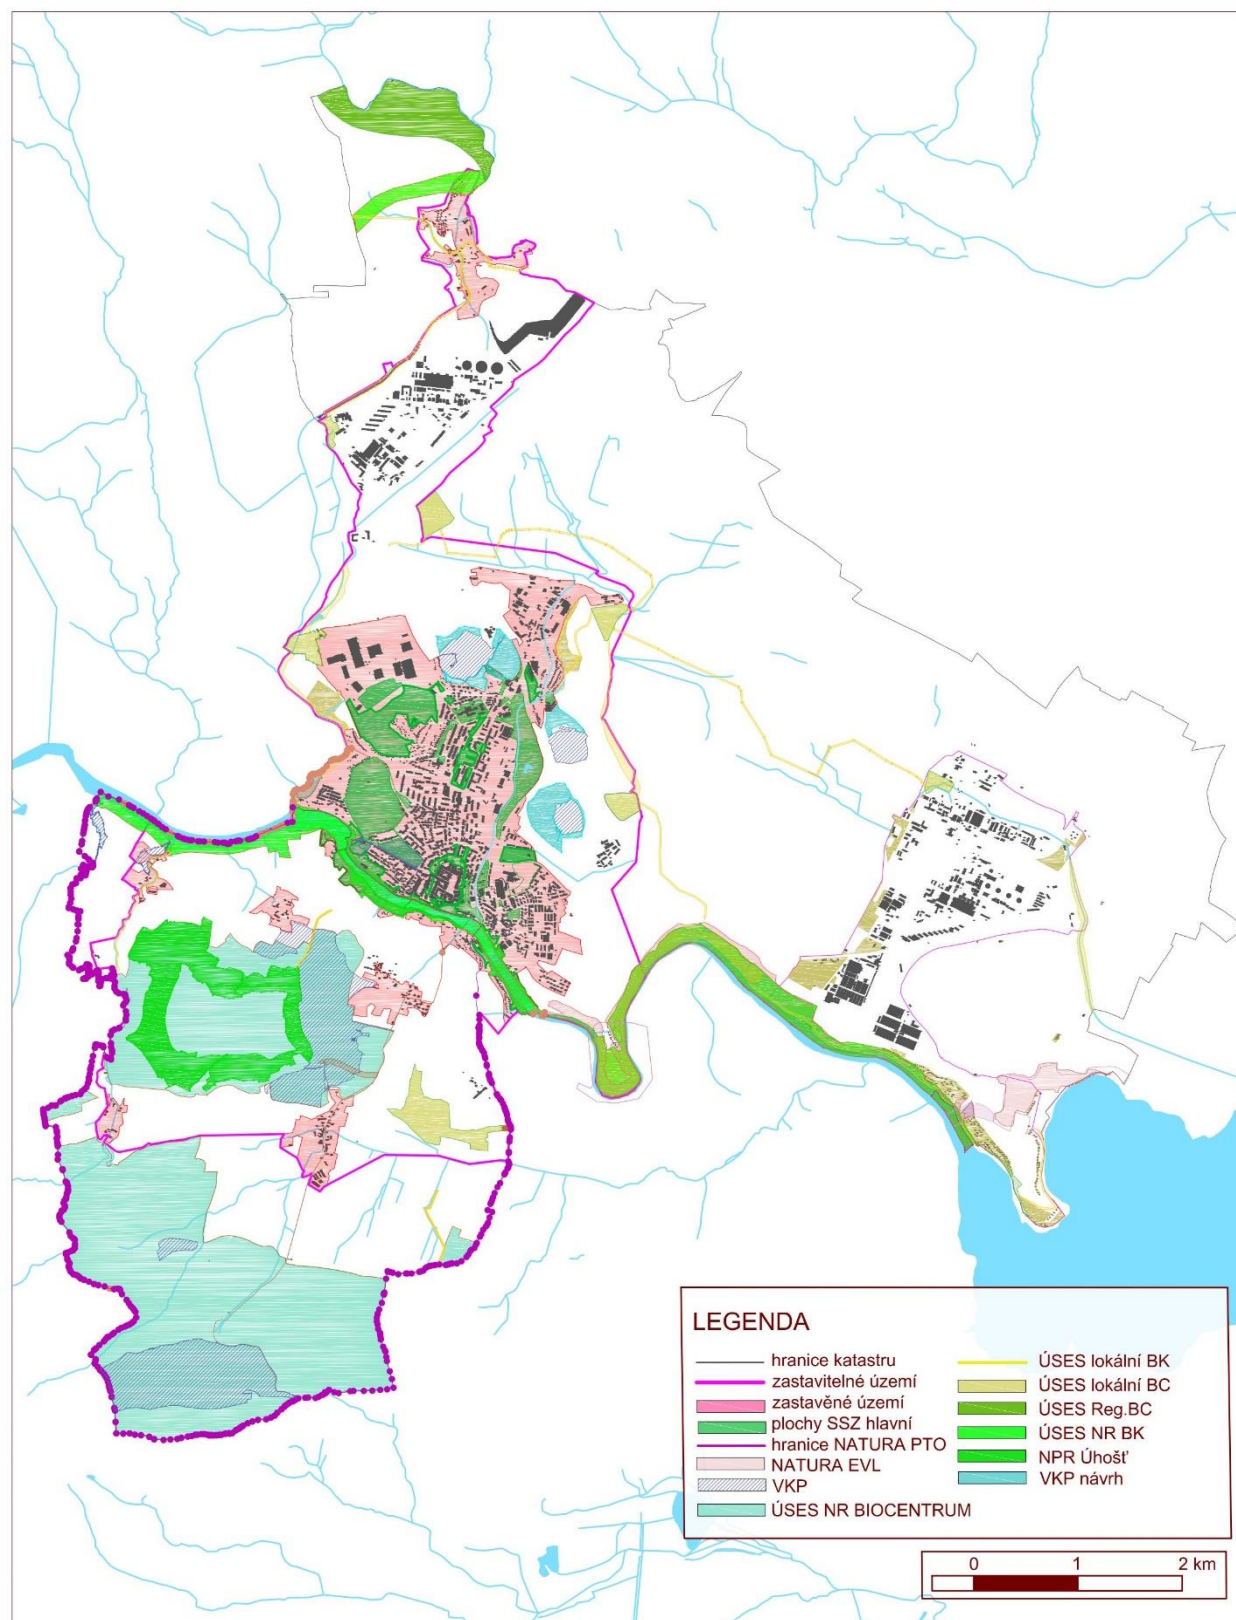 LEGENDA
hranice katastru
zastavitelné území
zastavěné území
plochy SSZ hlavní
hranice NATURA PTO
NATURA EVL
VKP
ÚSES NR BIOCENTRUM
ÚSES lokální BK
ÚSES lokální BC
ÚSES Reg.BC
ÚSES NR BK
NPR Úhošť
VKP návrh
0 1 2 km